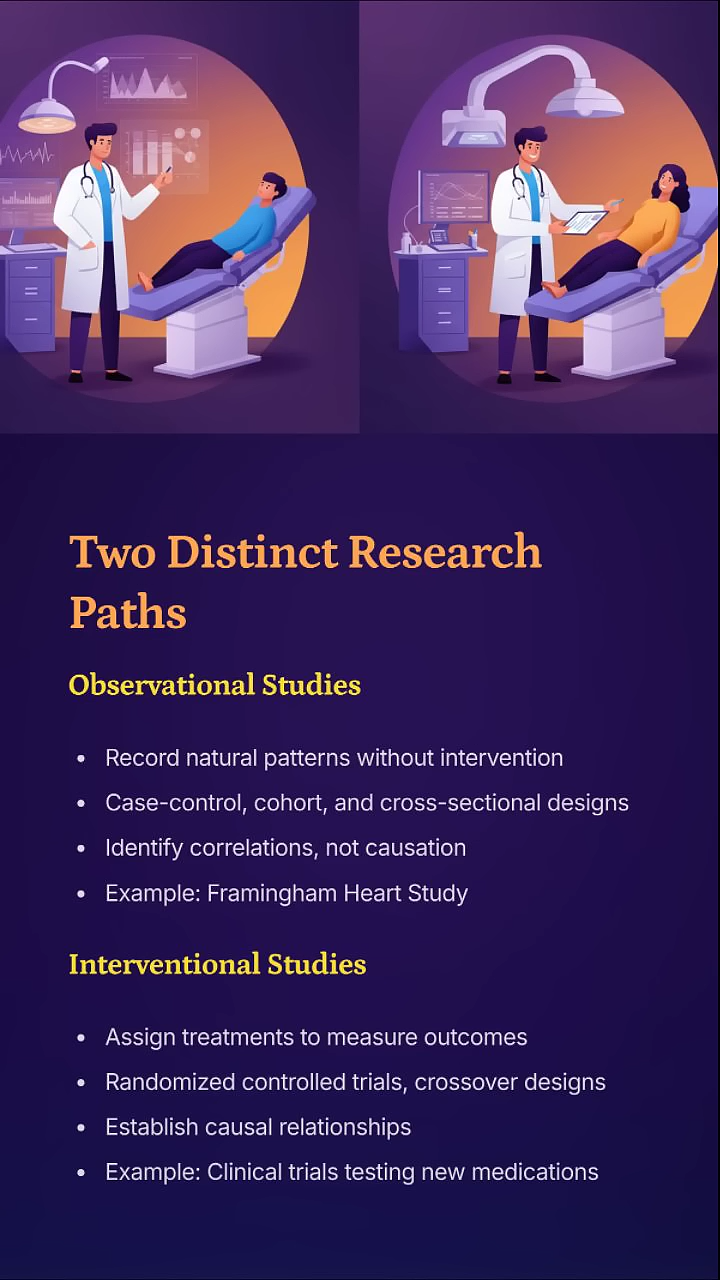 Two Distinct Research
Paths
Observational Studies
• Record natural patterns without intervention
• Case-control, cohort, and cross-sectional designs
• Identify correlations, not causation
• Example: Framingham Heart Study
Interventional Studies
• Assign treatments to measure outcomes
• Randomized controlled trials, crossover designs
• Establish causal relationships
• Example: Clinical trials testing new medications